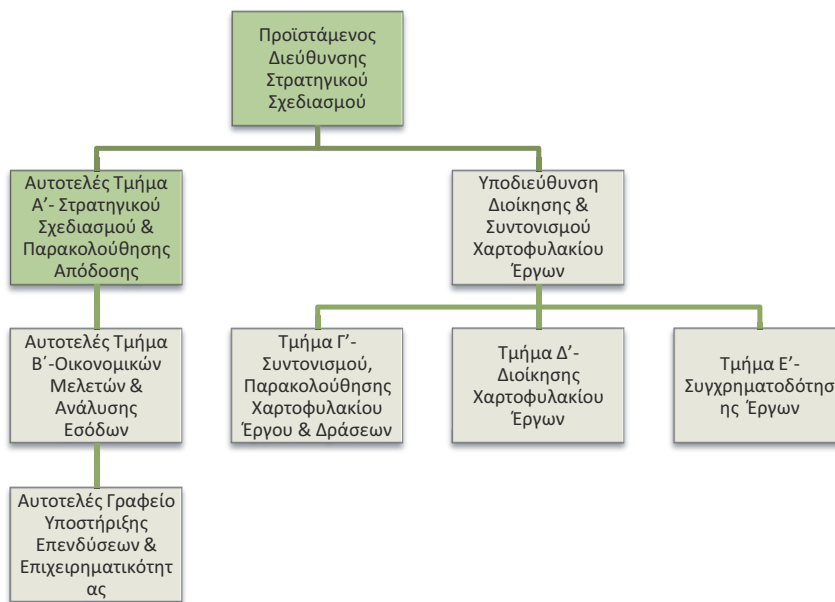 Προϊστάμενος
Διεύθυνσης
Στρατηγικού
Σχεδιασμού
Αυτοτελές Τμήμα
Α'- Στρατηγικού
Σχεδιασμού &
Παρακολούθησης
Απόδοσης
Υποδιεύθυνση
Διοίκησης &
Συντονισμού
Χαρτοφυλακίου
Έργων
Αυτοτελές Τμήμα
Β΄-Οικονομικών
Μελετών &
Ανάλυσης
Εσόδων
Τμήμα Γ'-
Συντονισμού,
Παρακολούθησης
Χαρτοφυλακίου
Έργου & Δράσεων
Τμήμα Δ'-
Διοίκησης
Χαρτοφυλακίου
Έργων
Τμήμα Ε'-
Συγχρηματοδότησ
ης Έργων
Αυτοτελές Γραφείο
Υποστήριξης
Επενδύσεων &
Επιχειρηματικότητ
ας